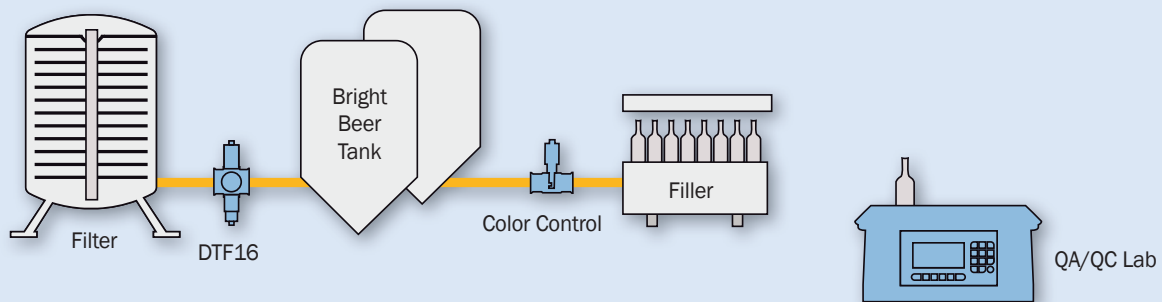 Bright
Beer
Tank
Filler
Color Control
Filter
DTF16
QA/QC Lab